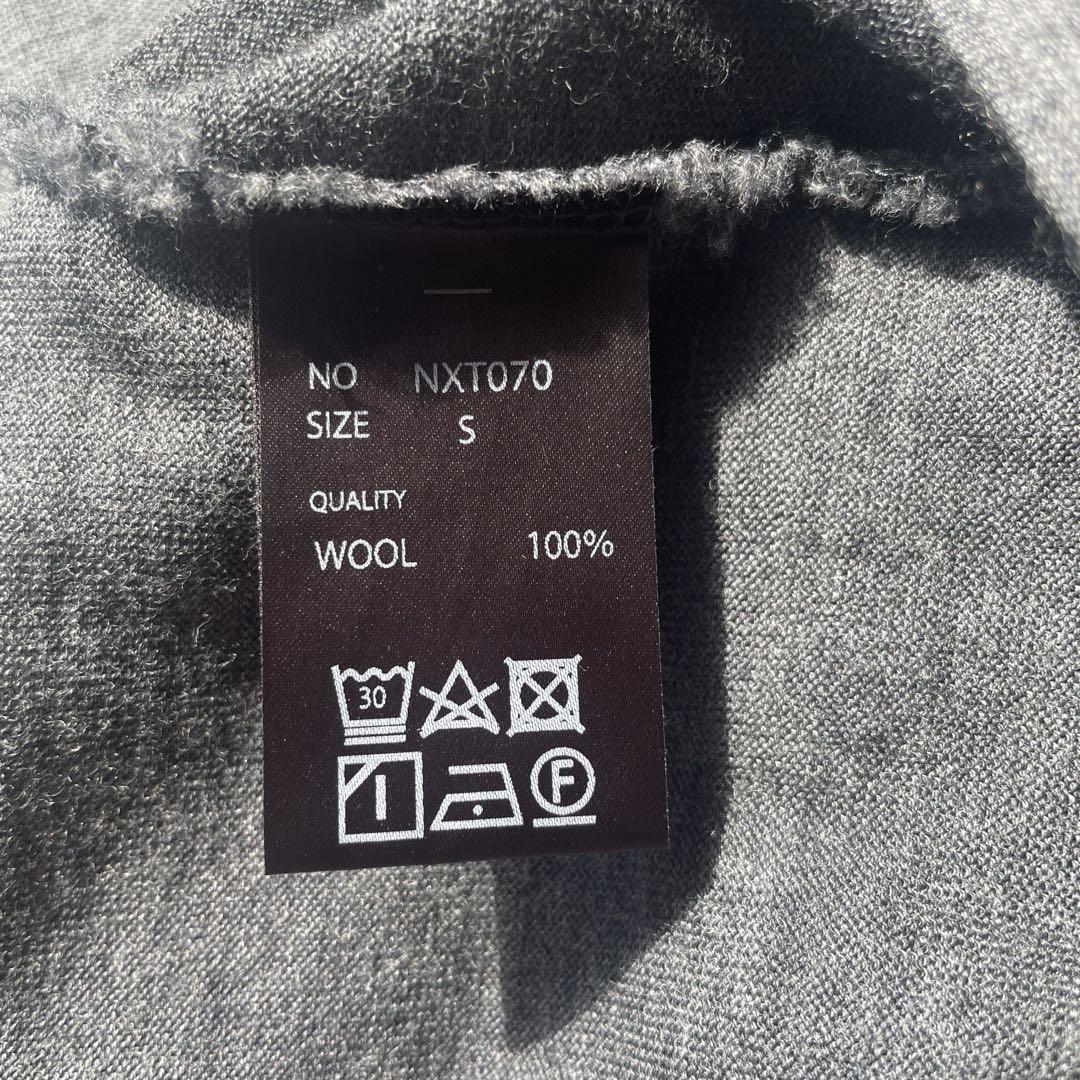 NO NXT070
SIZE S
QUALITY
WOOL 100%
30
F